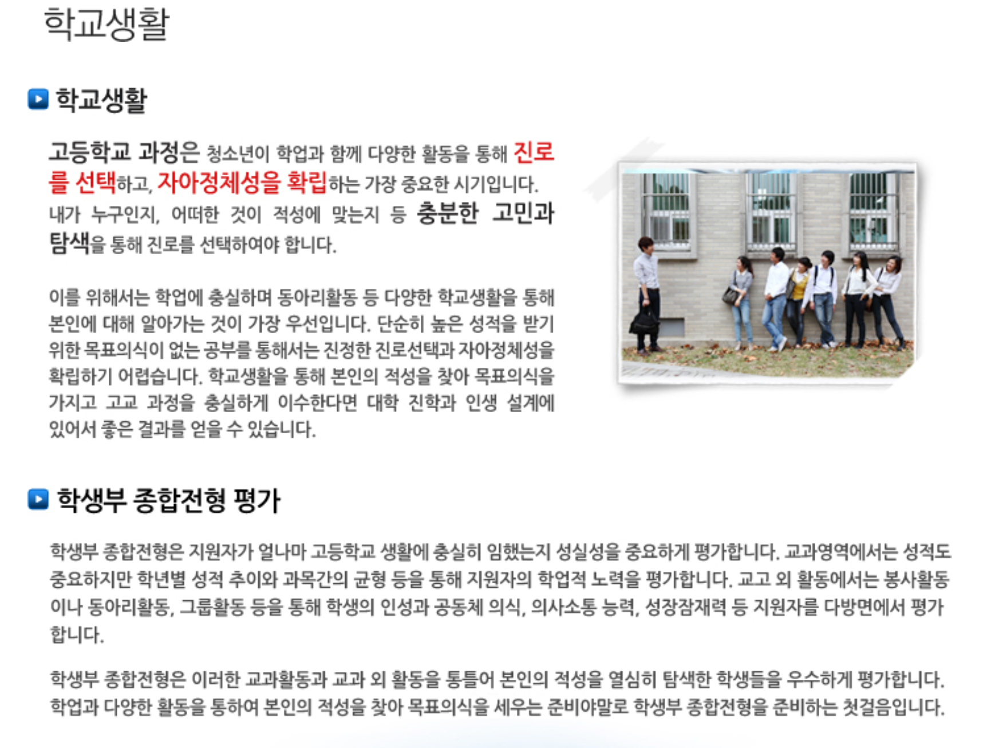 학교생활
학교생활
고등학교 과정은 청소년이 학업과 함께 다양한 활동을 통해 진로
를 선택하고, 자아정체성을 확립하는 가장 중요한 시기입니다.
내가 누구인지, 어떠한 것이 적성에 맞는지 등 충분한 고민과
탐색을 통해 진로를 선택하여야 합니다.
이를 위해서는 학업에 충실하며 동아리활동 등 다양한 학교생활을 통해
본인에 대해 알아가는 것이 가장 우선입니다. 단순히 높은 성적을 받기
위한 목표의식이 없는 공부를 통해서는 진정한 진로선택과 자아정체성을
확립하기 어렵습니다. 학교생활을 통해 본인의 적성을 찾아 목표의식을
가지고 고교 과정을 충실하게 이수한다면 대학 진학과 인생 설계에
있어서 좋은 결과를 얻을 수 있습니다.
학생부 종합전형 평가
학생부 종합전형은 지원자가 얼나마 고등학교 생활에 충실히 임했는지 성실성을 중요하게 평가합니다. 교과영역에서는 성적도
중요하지만 학년별 성적 추이와 과목간의 균형 등을 통해 지원자의 학업적 노력을 평가합니다. 교고 외 활동에서는 봉사활동
이나 동아리활동, 그룹활동 등을 통해 학생의 인성과 공동체 의식, 의사소통 능력, 성장잠재력 등 지원자를 다방면에서 평가
합니다.
학생부 종합전형은 이러한 교과활동과 교과 외 활동을 통틀어 본인의 적성을 열심히 탐색한 학생들을 우수하게 평가합니다.
학업과 다양한 활동을 통하여 본인의 적성을 찾아 목표의식을 세우는 준비야말로 학생부 종합전형을 준비하는 첫걸음입니다.